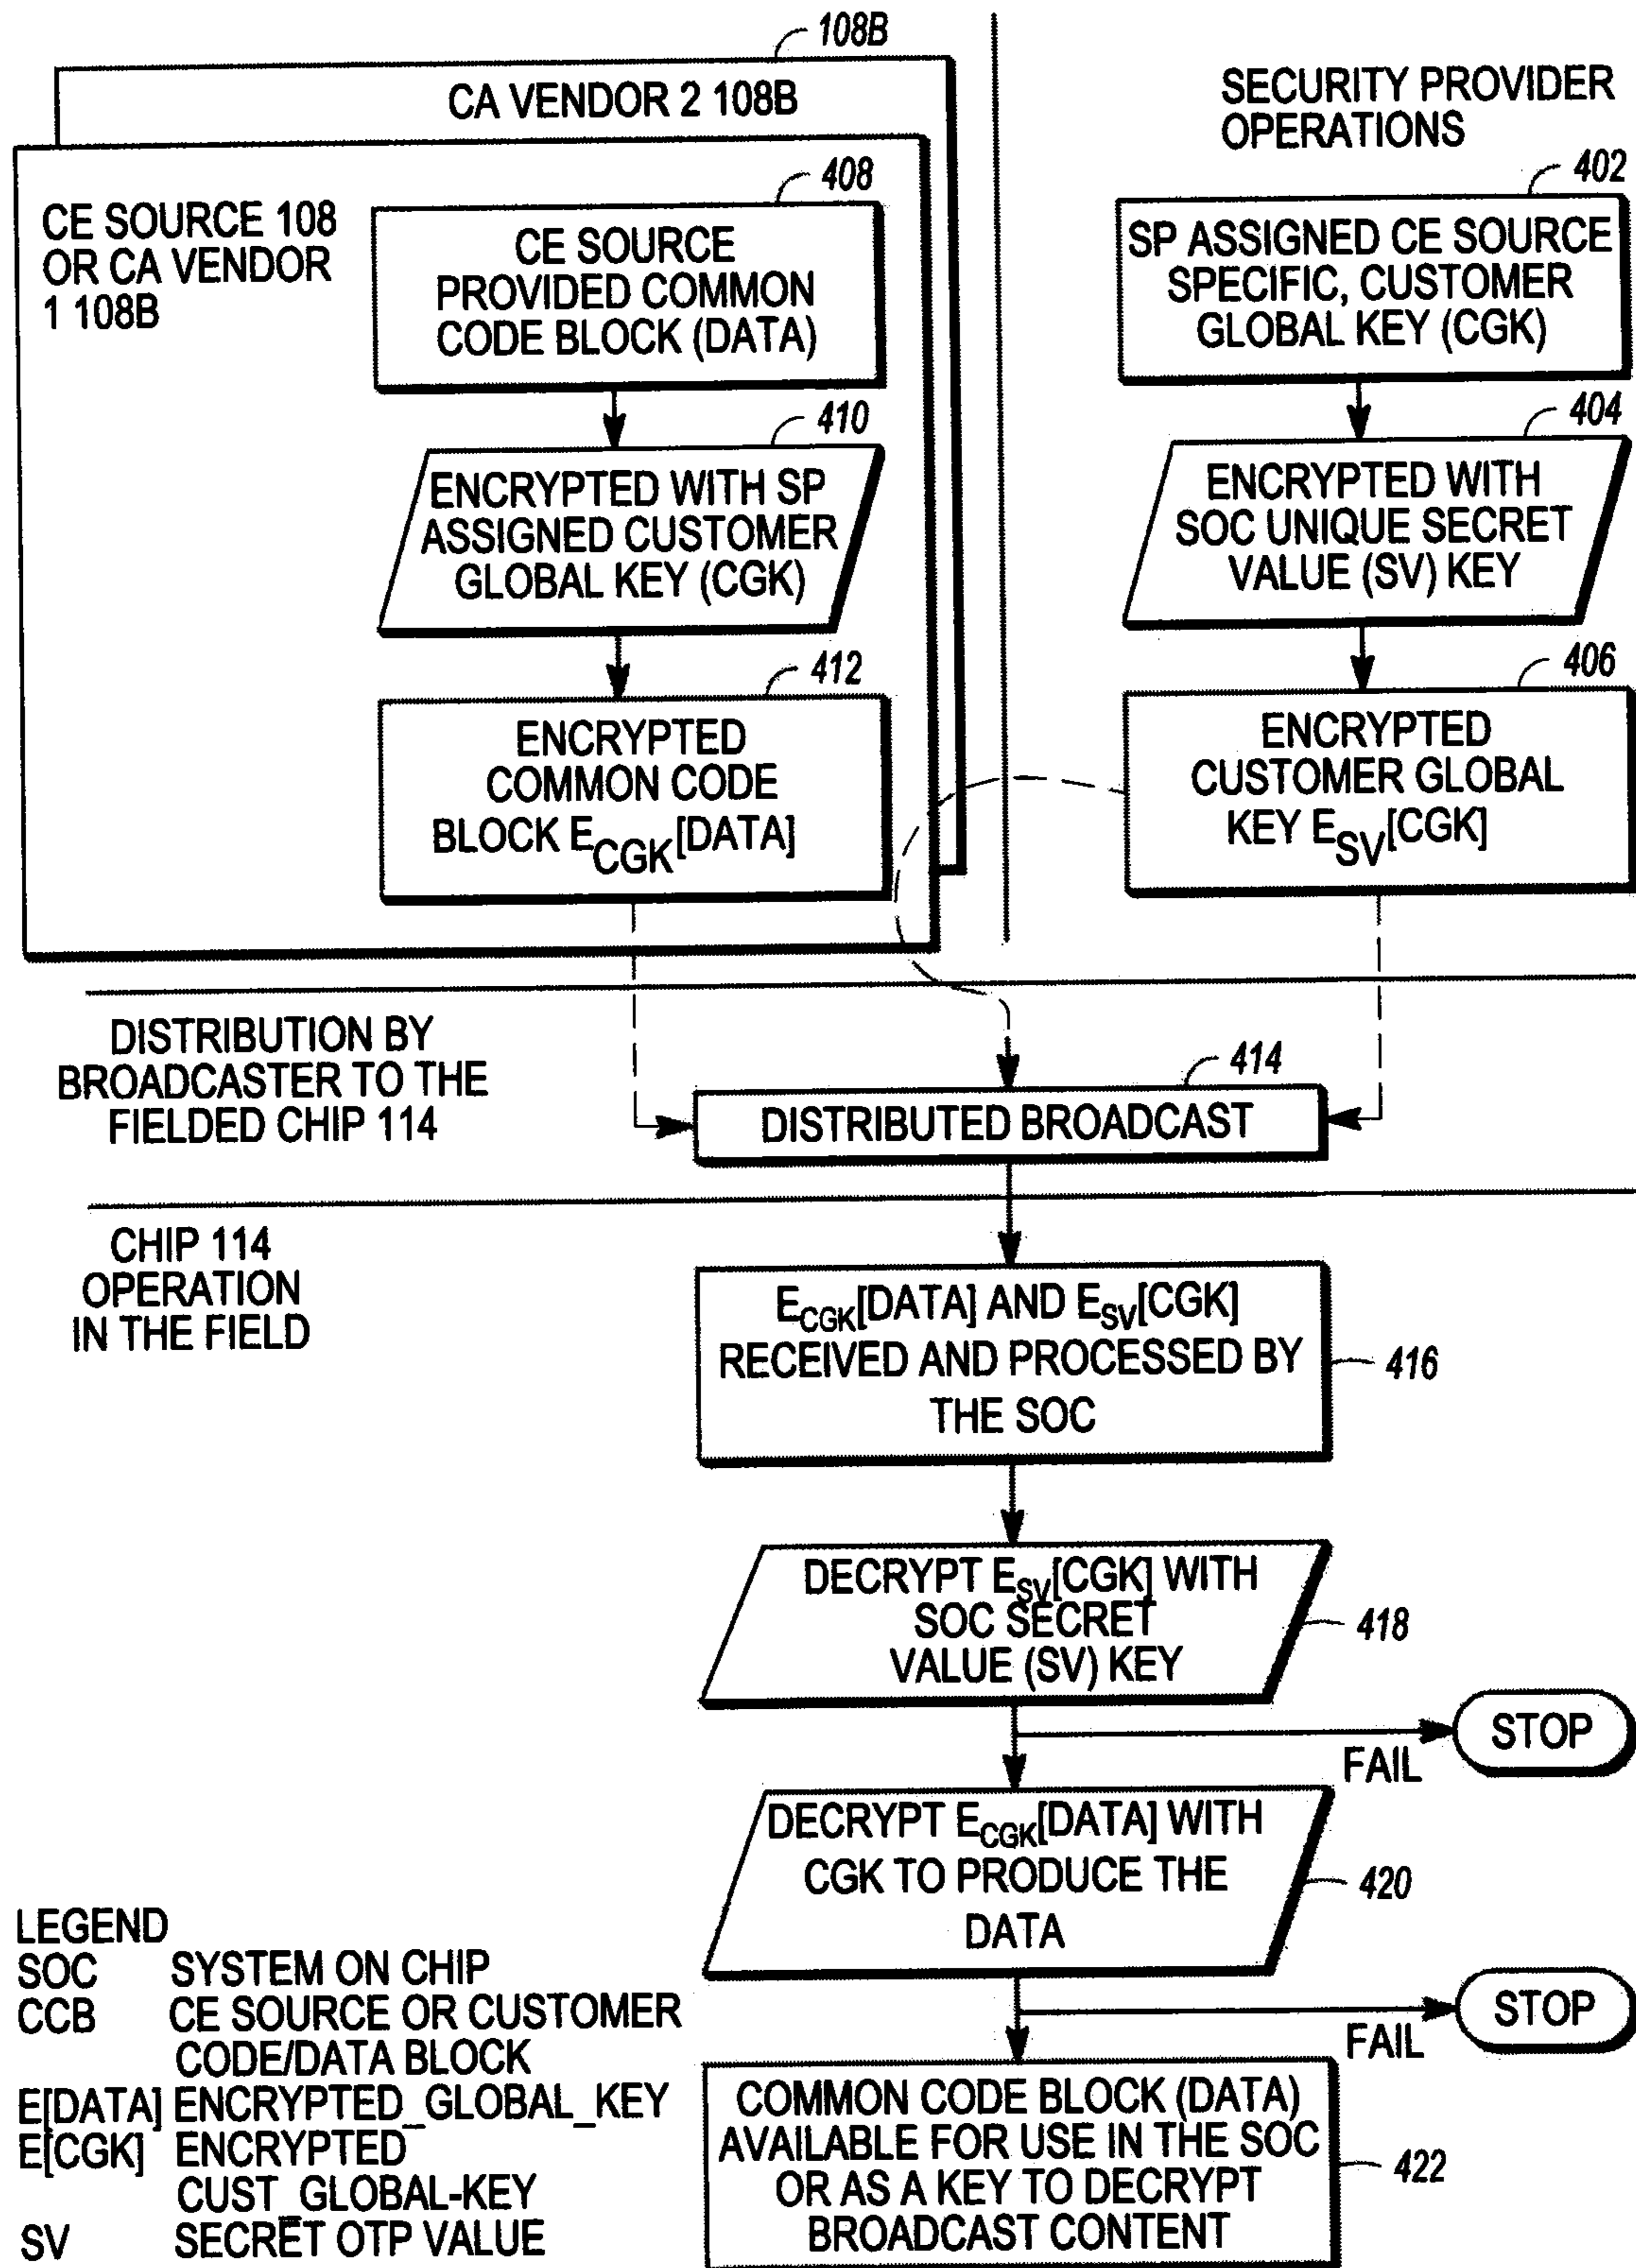 108B
CA VENDOR 2 108B
CE SOURCE 108
OR CA VENDOR
1 108B
408
CE SOURCE
PROVIDED COMMON
CODE BLOCK (DATA)
410
ENCRYPTED WITH SP
ASSIGNED CUSTOMER
GLOBAL KEY (CGK)
412
ENCRYPTED
COMMON CODE
BLOCK E_CGK[DATA]
SECURITY PROVIDER
OPERATIONS
402
SP ASSIGNED CE SOURCE
SPECIFIC, CUSTOMER
GLOBAL KEY (CGK)
404
ENCRYPTED WITH
SOC UNIQUE SECRET
VALUE (SV) KEY
406
ENCRYPTED
CUSTOMER GLOBAL
KEY E_SV[CGK]
DISTRIBUTION BY
BROADCASTER TO THE
FIELDED CHIP 114
414
DISTRIBUTED BROADCAST
CHIP 114
OPERATION
IN THE FIELD
E_CGK[DATA] AND E_SV[CGK]
RECEIVED AND PROCESSED BY
THE SOC
416
DECRYPT E_SV[CGK] WITH
SOC SECRET
VALUE (SV) KEY
418
STOP
FAIL
DECRYPT E_CGK[DATA] WITH
CGK TO PRODUCE THE
DATA
420
STOP
FAIL
COMMON CODE BLOCK (DATA)
AVAILABLE FOR USE IN THE SOC
OR AS A KEY TO DECRYPT
BROADCAST CONTENT
422
LEGEND
SOC SYSTEM ON CHIP
CCB CE SOURCE OR CUSTOMER
CODE/DATA BLOCK
E[DATA] ENCRYPTED_GLOBAL_KEY
E[CGK] ENCRYPTED
CUST_GLOBAL-KEY
SV SECRET OTP VALUE